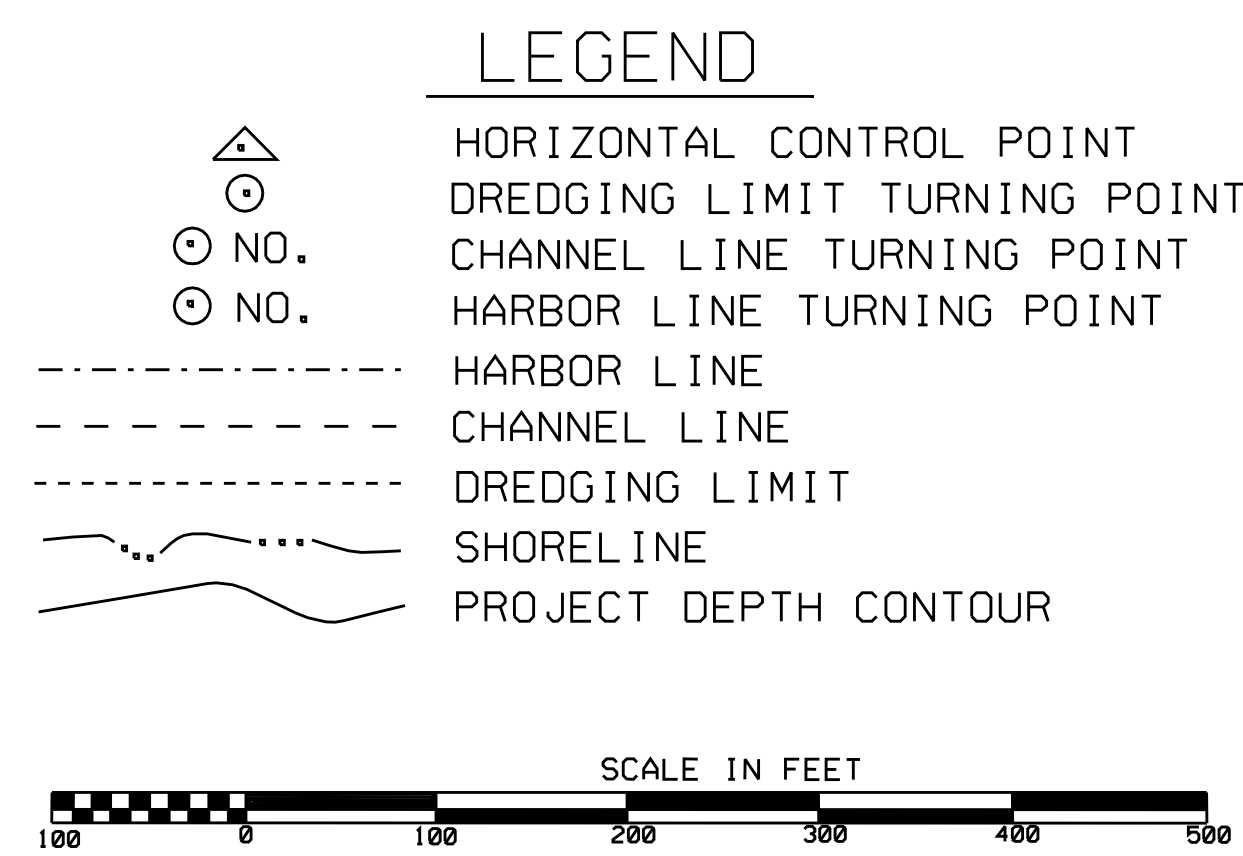 LEGEND
HORIZONTAL CONTROL POINT
DREDGING LIMIT TURNING POINT
NO. CHANNEL LINE TURNING POINT
NO. HARBOR LINE TURNING POINT
HARBOR LINE
CHANNEL LINE
DREDGING LIMIT
SHORELINE
PROJECT DEPTH CONTOUR
SCALE IN FEET
100 0 100 200 300 400 500